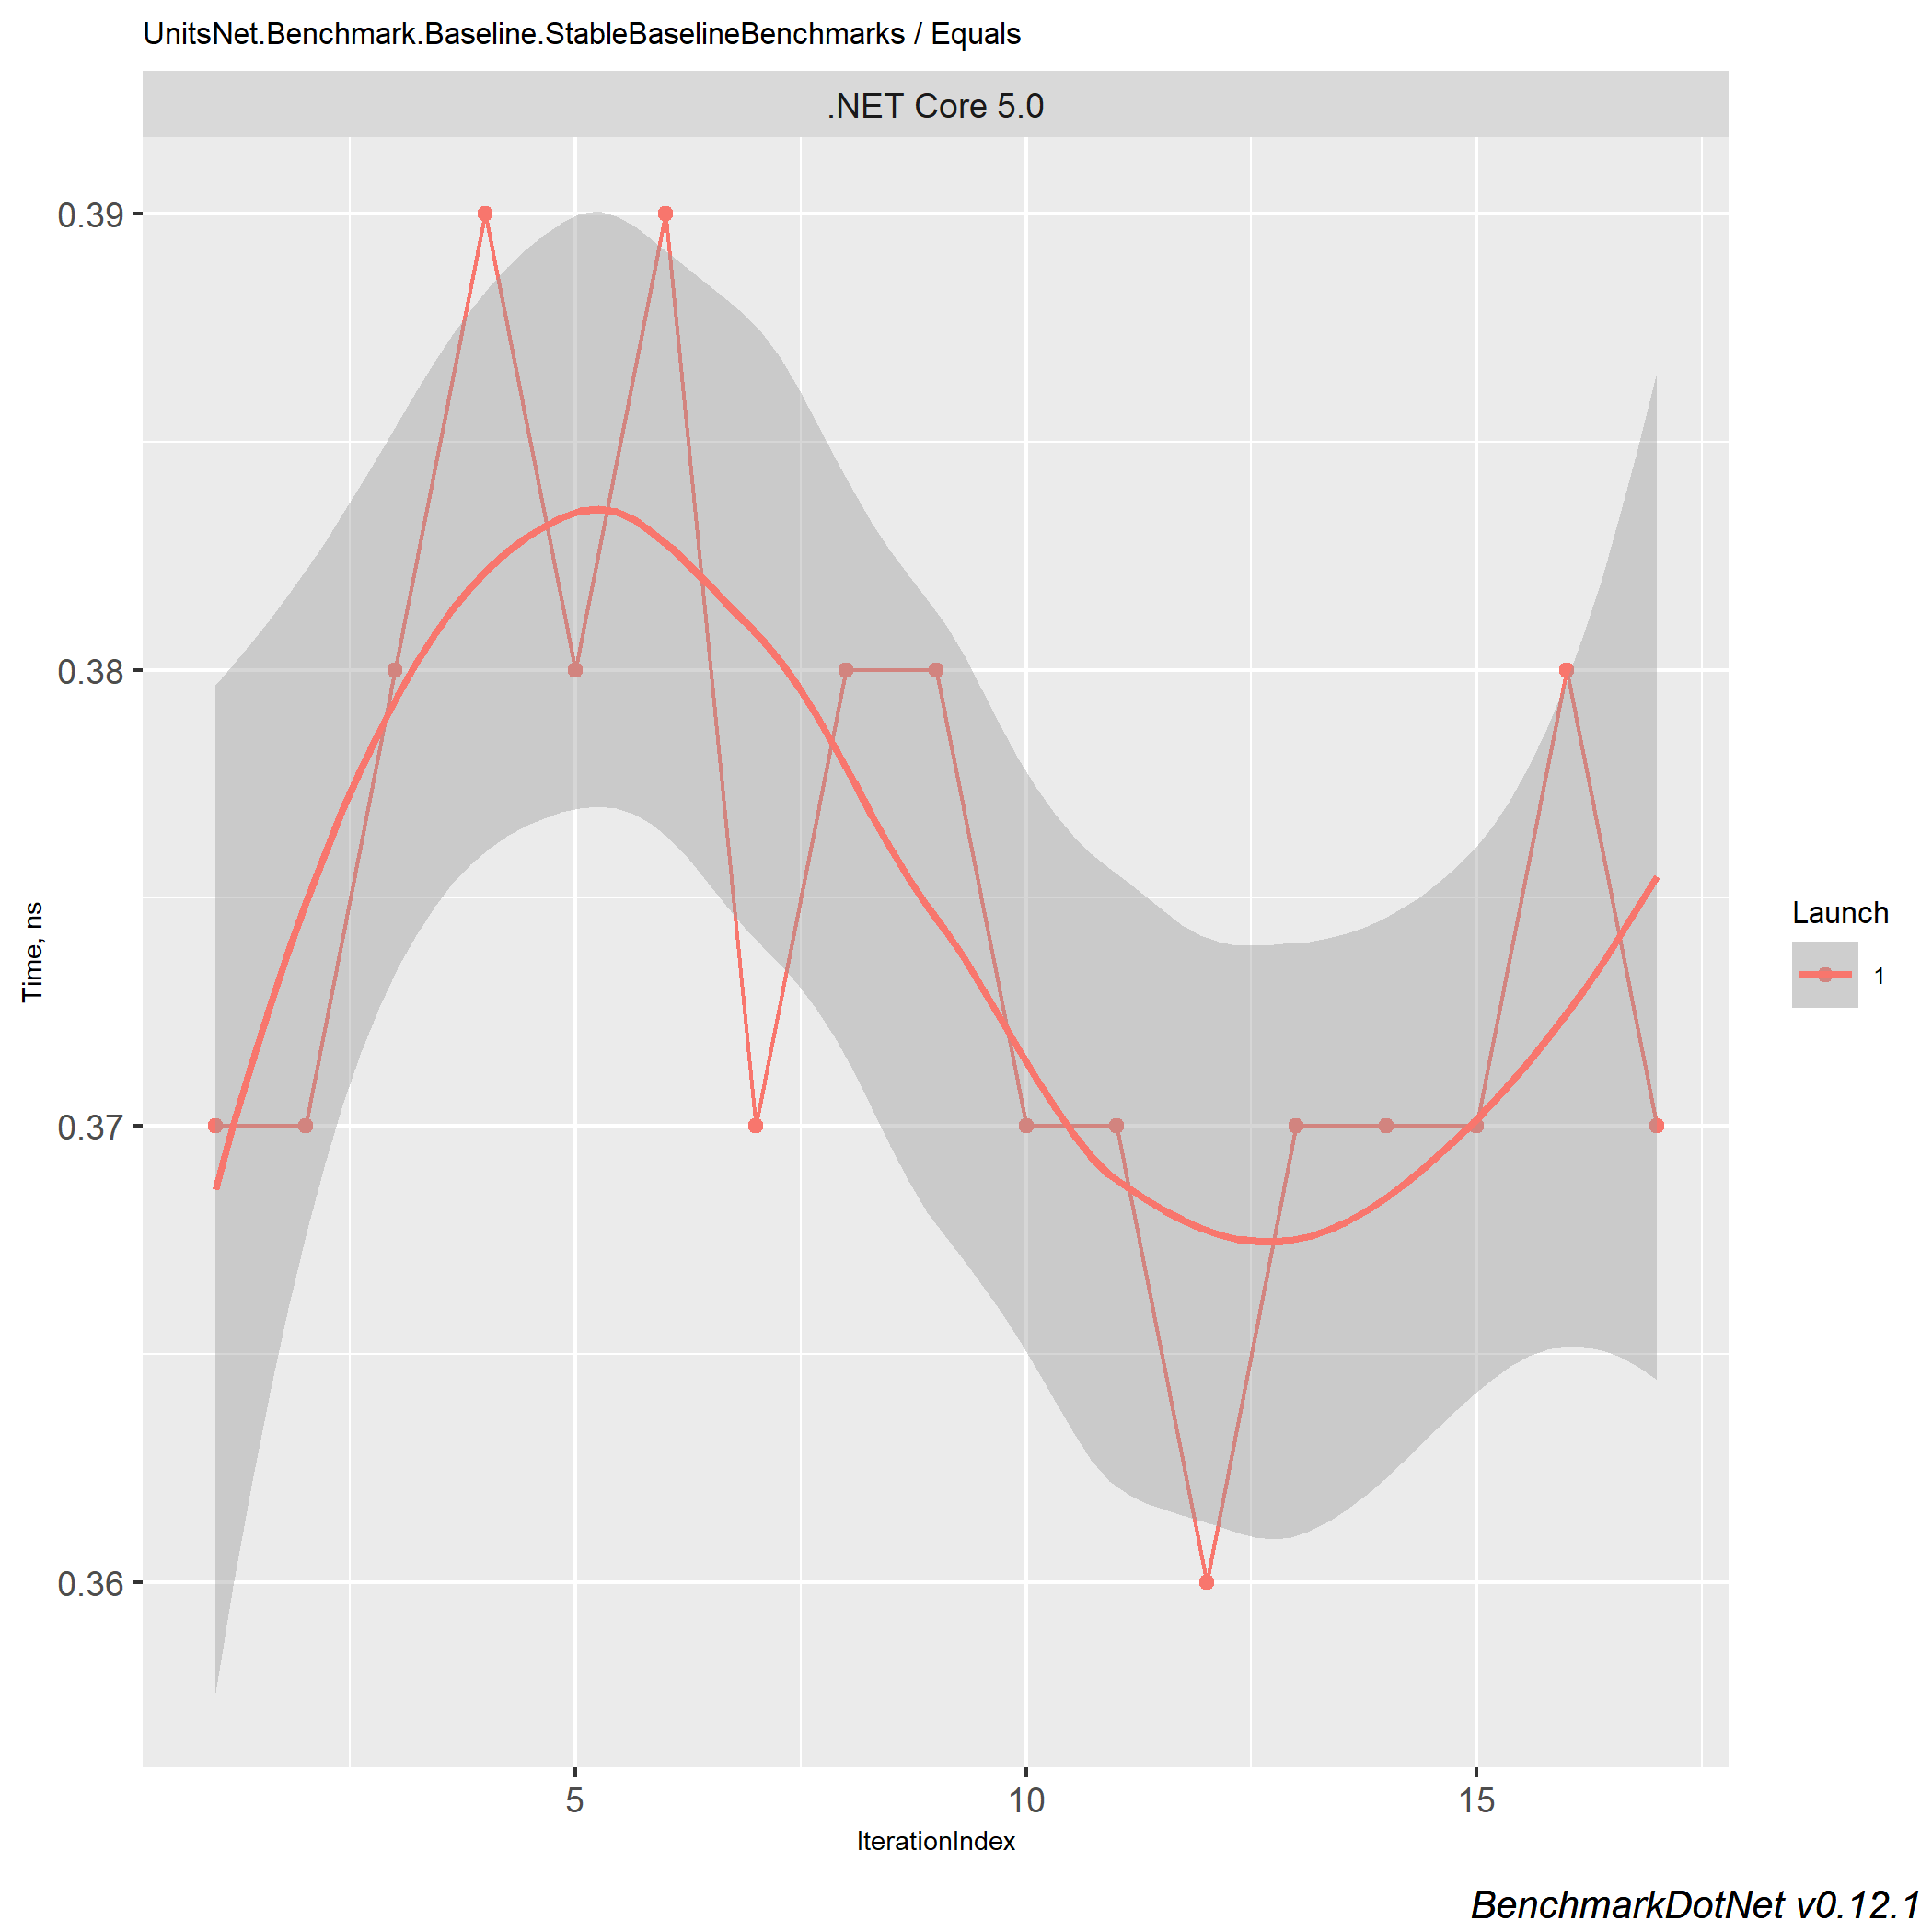 UnitsNet.Benchmark.Baseline.StableBaselineBenchmarks / Equals
.NET Core 5.0
0.39
0.38
0.37
0.36
Time, ns
5
10
15
IterationIndex
Launch
1
BenchmarkDotNet v0.12.1